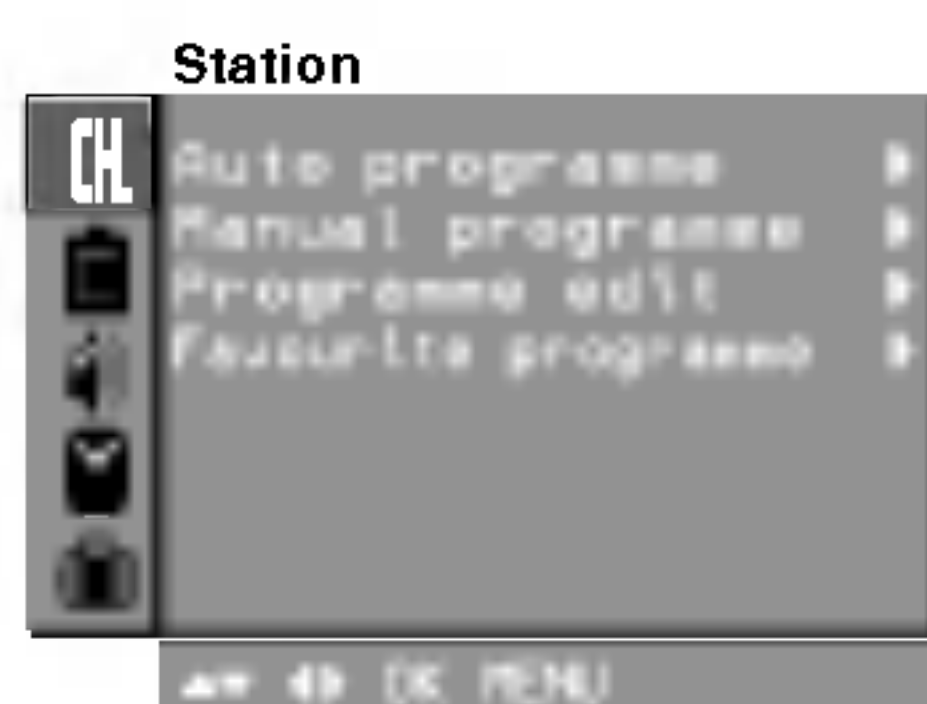 Station
CH
Auto programme
Manual programme
Programme edit
Favourite programme
OK MENU